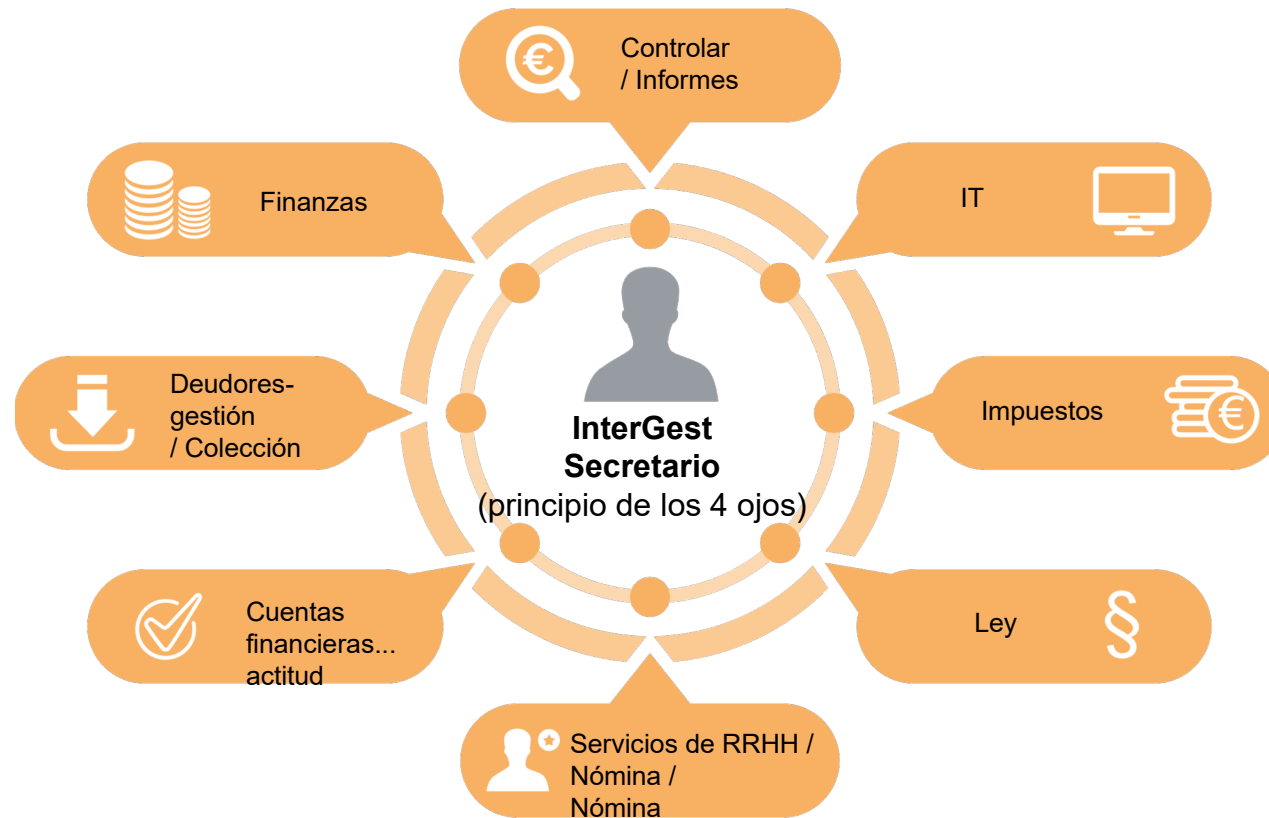 Controlar
/ Informes
Finanzas
IT
Deudores-
gestión
/ Colección
InterGest
Secretario
(principio de los 4 ojos)
Impuestos
Cuentas
financieras...
actitud
Ley
§
Servicios de RRHH /
Nómina /
Nómina